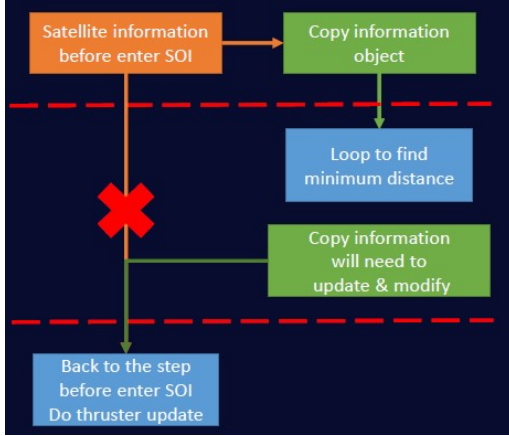 Satellite information
before enter SOI
Copy information
object
Loop to find
minimum distance
Copy information
will need to
update & modify
Back to the step
before enter SOI
Do thruster update